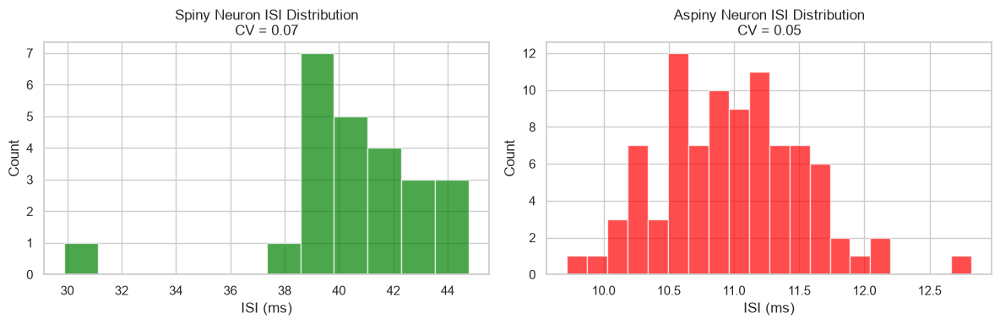 Spiny Neuron ISI Distribution
CV = 0.07
Count
7
6
5
4
3
2
1
0
30 32 34 36 38 40 42 44
ISI (ms)
Aspiny Neuron ISI Distribution
CV = 0.05
Count
12
10
8
6
4
2
0
10.0 10.5 11.0 11.5 12.0 12.5
ISI (ms)